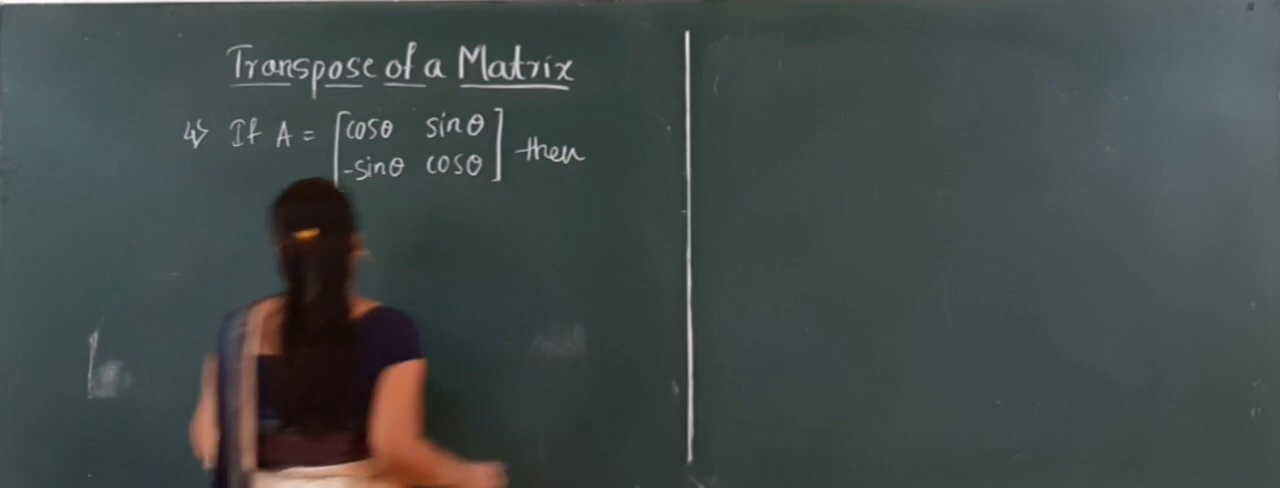 Transpose of a Matrix
4) If A = [cosθ sinθ] then
[-sinθ cosθ]